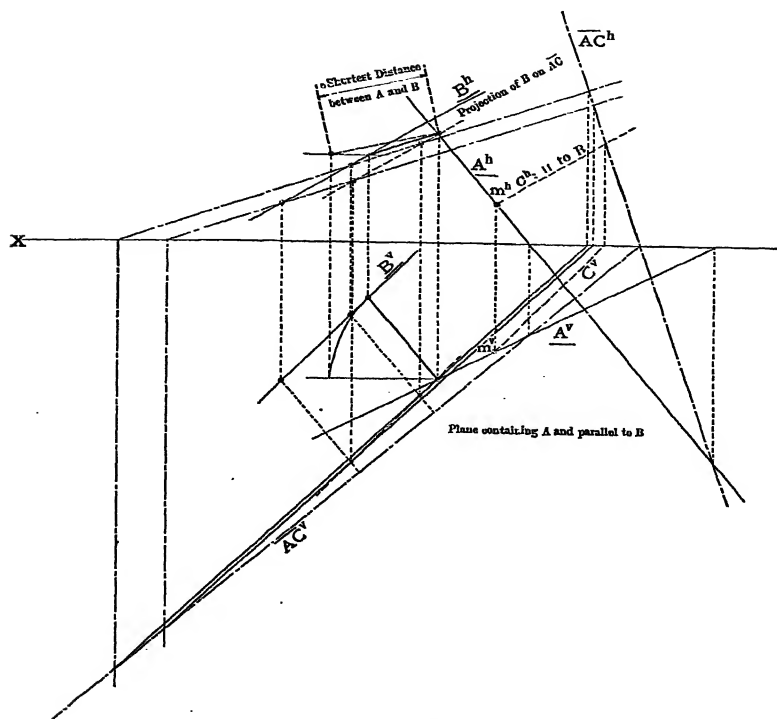 AC^h
Shortest Distance
between A and B
B^h
Projection of B on AC
A^h
m^h C^h
|| to B
X
B^v
C^v
m^v
A^v
Plane containing A and parallel to B
AC^v